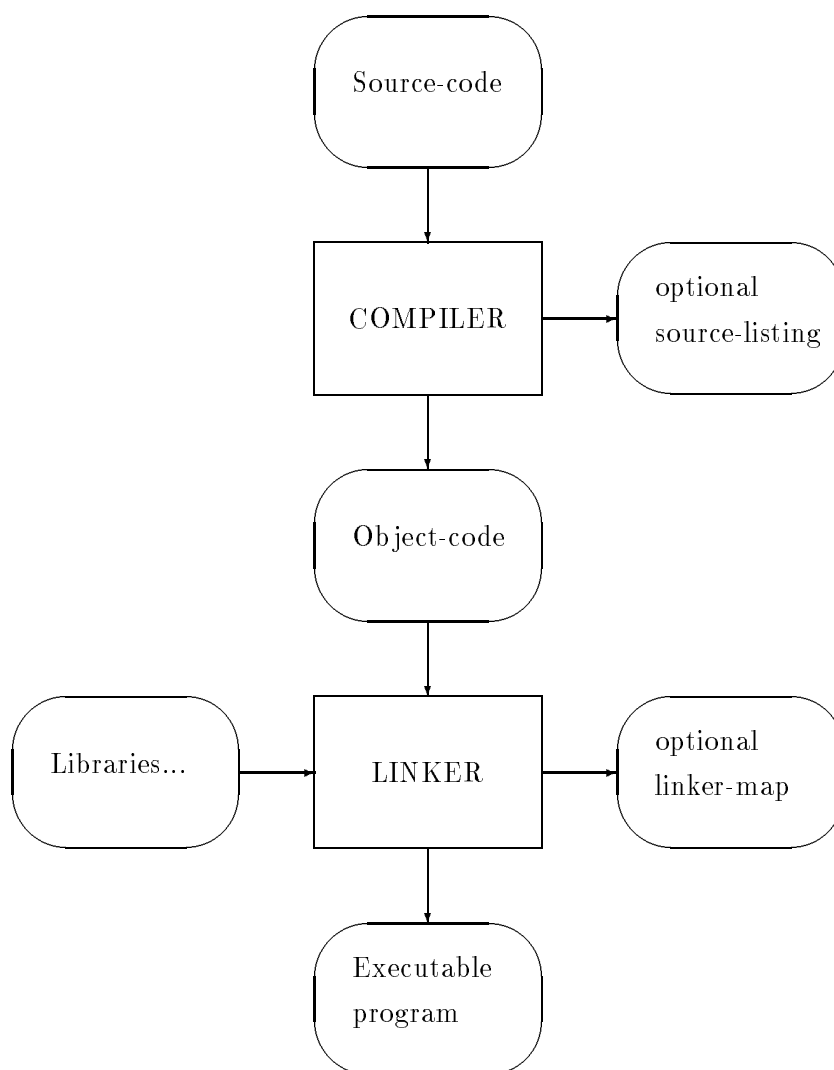 Source-code
COMPILER
optional
source-listing
Object-code
Libraries...
LINKER
optional
linker-map
Executable
program